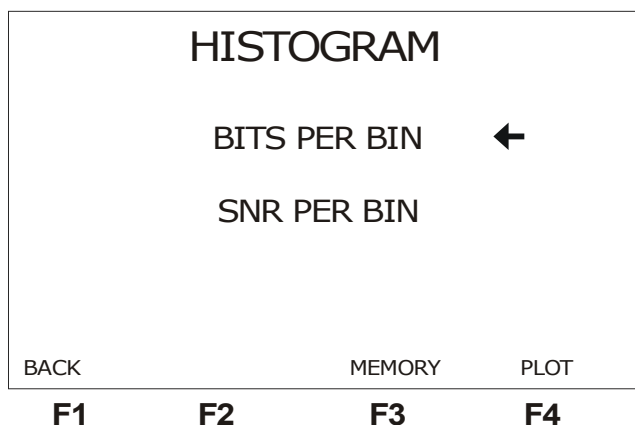 HISTOGRAM
BITS PER BIN
SNR PER BIN
BACK MEMORY PLOT
F1 F2 F3 F4